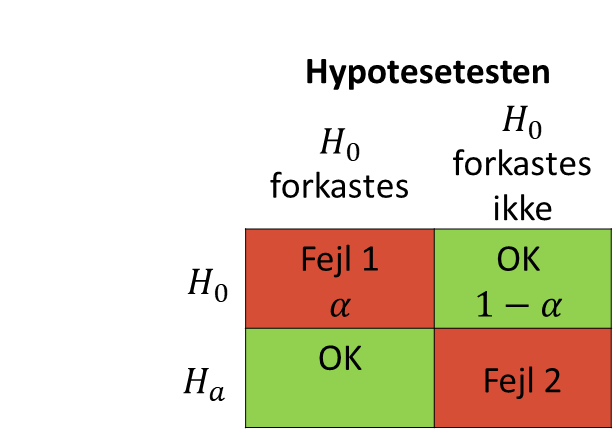 Hypotesetesten
H₀
forkastes
H₀
forkastes
ikke
H₀
Fejl 1
α
OK
1 − α
Hₐ
OK
Fejl 2